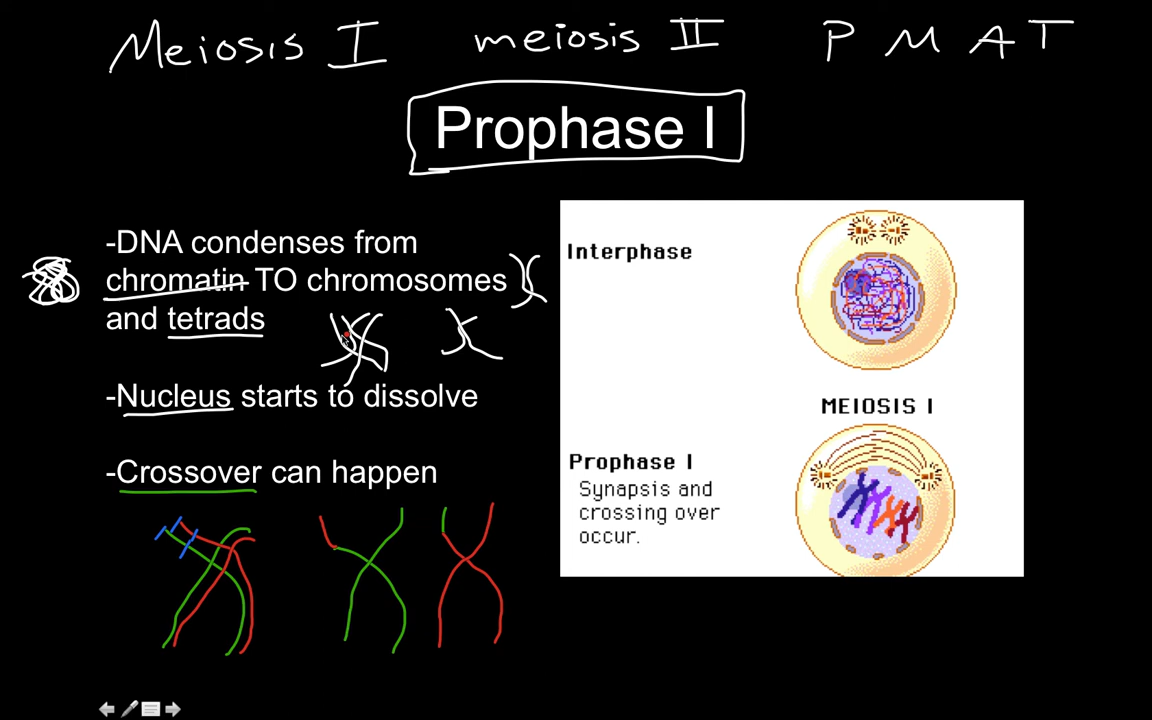 Meiosis I meiosis II P M A T
Prophase I
-DNA condenses from
chromatin TO chromosomes
and tetrads
-Nucleus starts to dissolve
-Crossover can happen
Interphase
MEIOSIS I
Prophase I
Synapsis and
crossing over
occur.